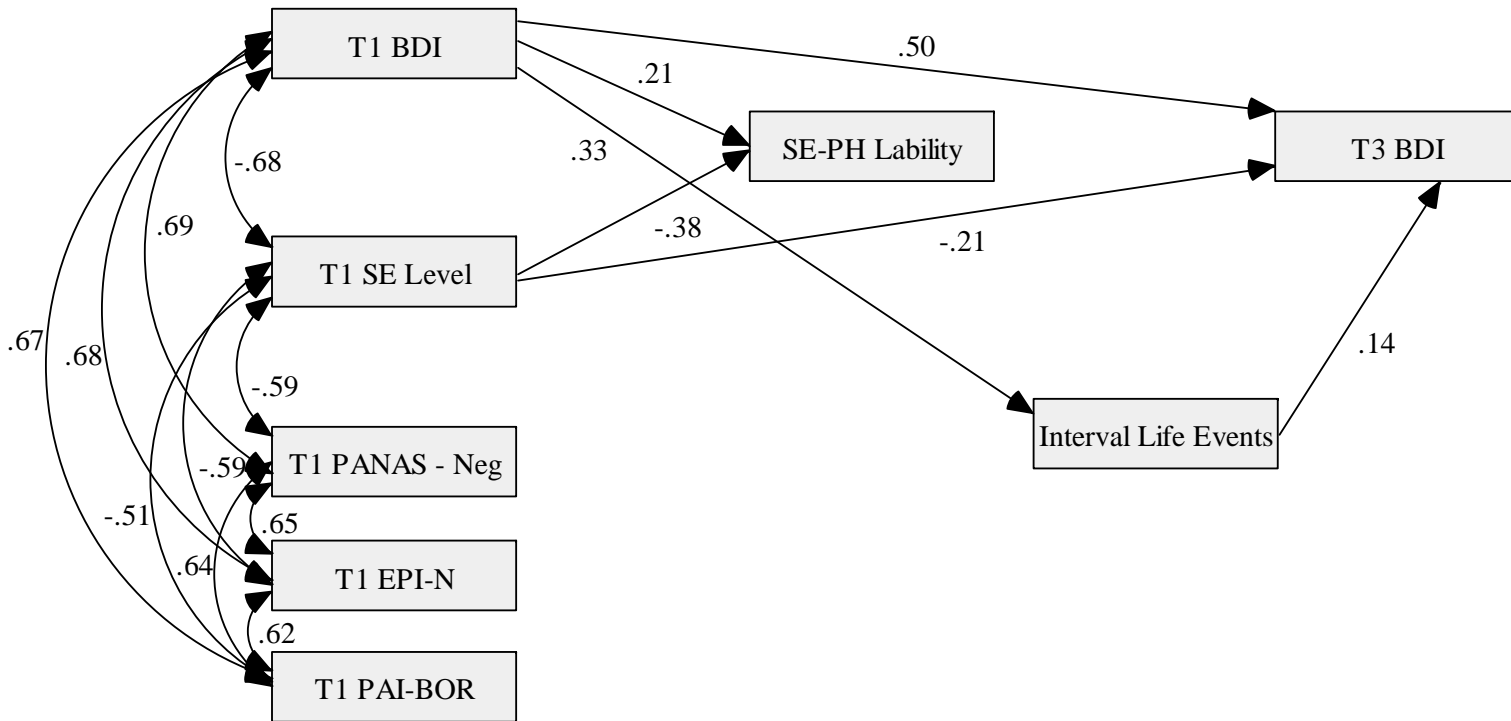 T1 BDI
.50
.21
SE-PH Lability
T3 BDI
.33
-.68
.69
-.38
-.21
T1 SE Level
.67
.68
.14
-.59
Interval Life Events
T1 PANAS - Neg
-.59
-.51
.65
.64
T1 EPI-N
.62
T1 PAI-BOR